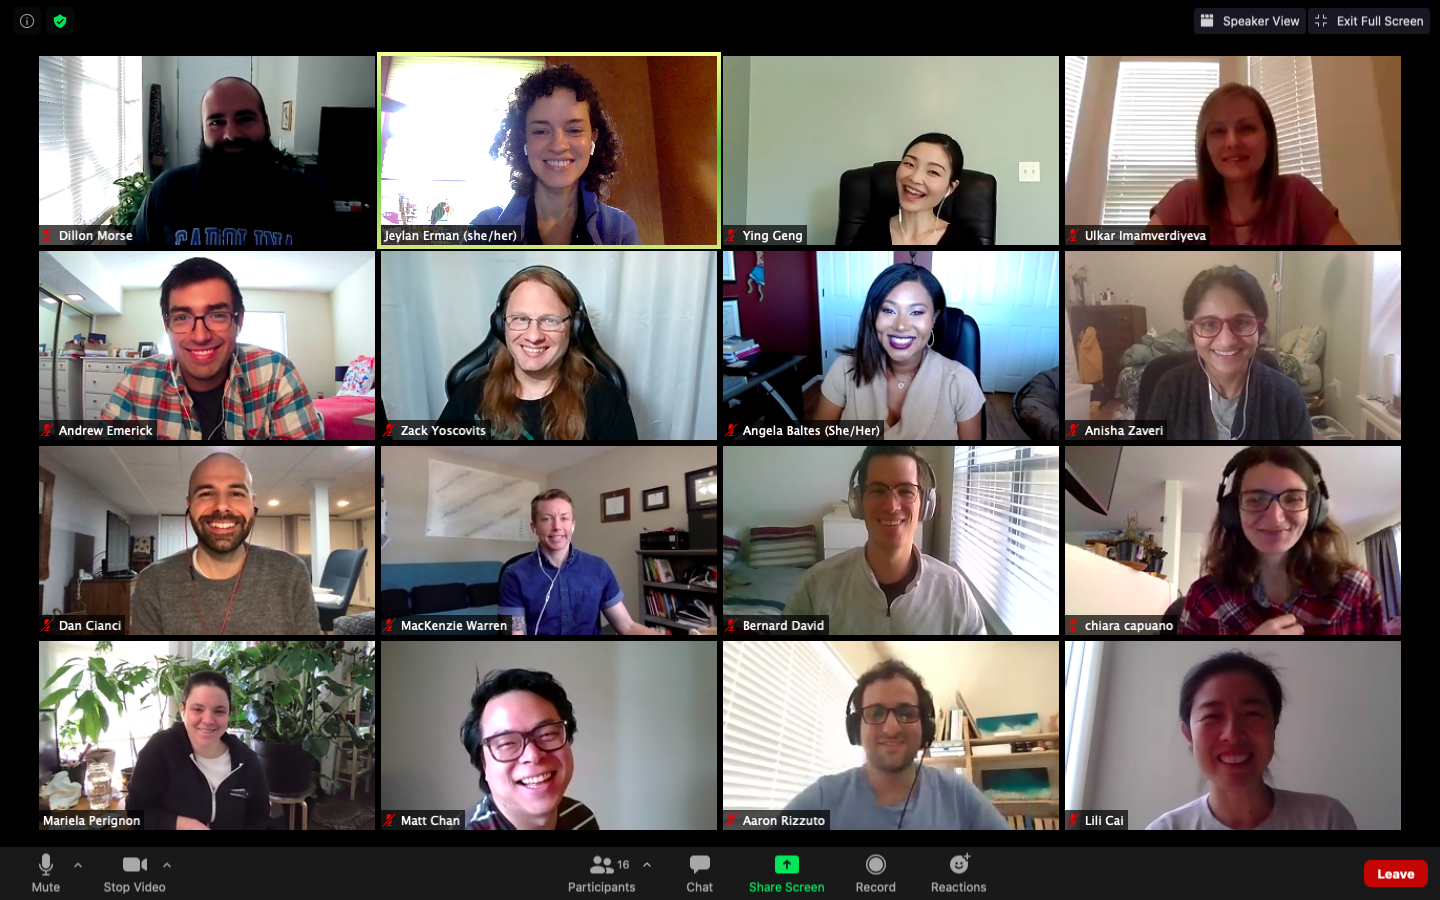 Speaker View
Exit Full Screen
CAROLINA
Dillon Morse
Jeylan Erman (she/her)
Ying Geng
Ulkar Imamverdiyeva
Andrew Emerick
Zack Yoscovits
Angela Baltes (She/Her)
Anisha Zaveri
Dan Cianci
MacKenzie Warren
Bernard David
chiara capuano
Mariela Perignon
Matt Chan
Aaron Rizzuto
Lili Cai
Mute
Stop Video
Participants
16
Chat
Share Screen
Record
Reactions
Leave